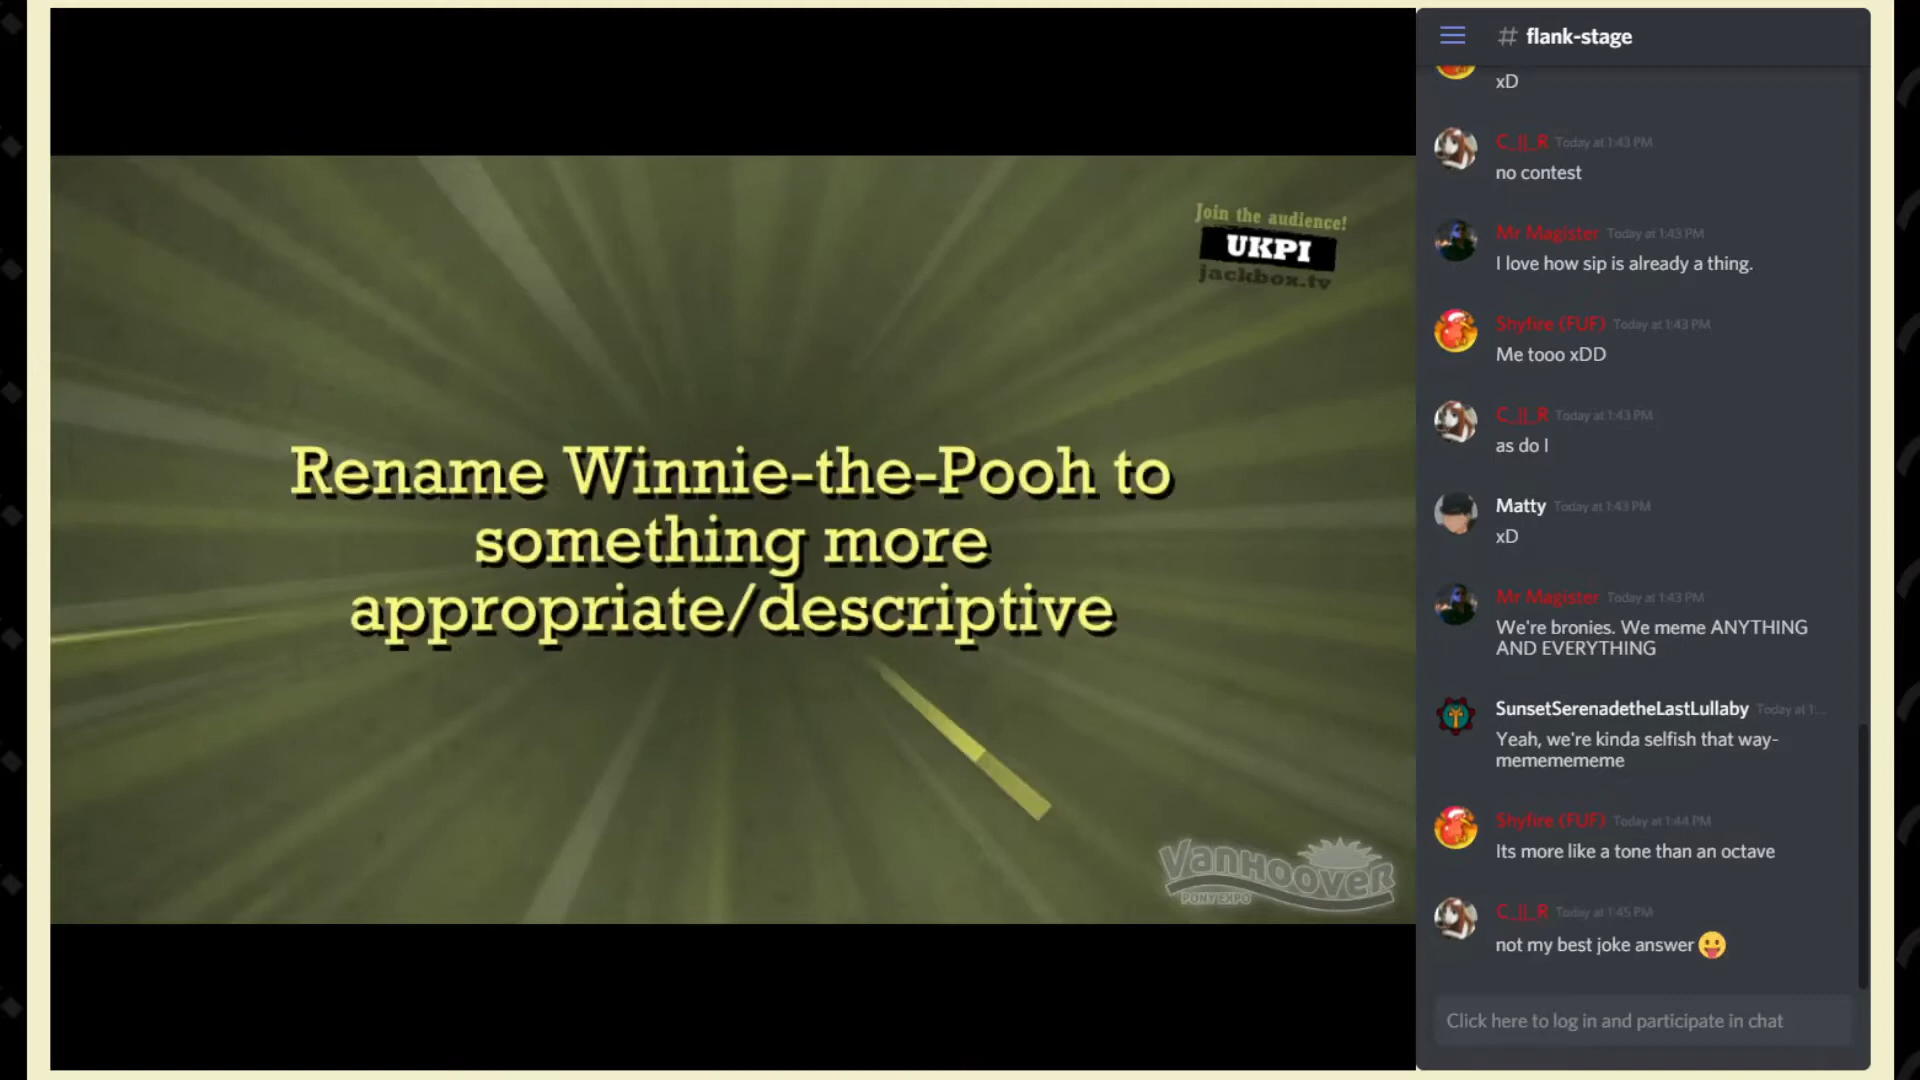 Join the audience!
UKPI
jackbox.tv
Rename Winnie-the-Pooh to
something more
appropriate/descriptive
VANHOOVER
PONY EXPO
# flank-stage
xD
C_||_R Today at 1:43 PM
no contest
Mr Magister Today at 1:43 PM
I love how sip is already a thing.
Shyfire (FUF) Today at 1:43 PM
Me tooo xDD
C_||_R Today at 1:43 PM
as do I
Matty Today at 1:43 PM
xD
Mr Magister Today at 1:43 PM
We're bronies. We meme ANYTHING
AND EVERYTHING
SunsetSerenadetheLastLullaby Today at 1:...
Yeah, we're kinda selfish that way-
memememememe
Shyfire (FUF) Today at 1:44 PM
Its more like a tone than an octave
C_||_R Today at 1:45 PM
not my best joke answer 😛
Click here to log in and participate in chat